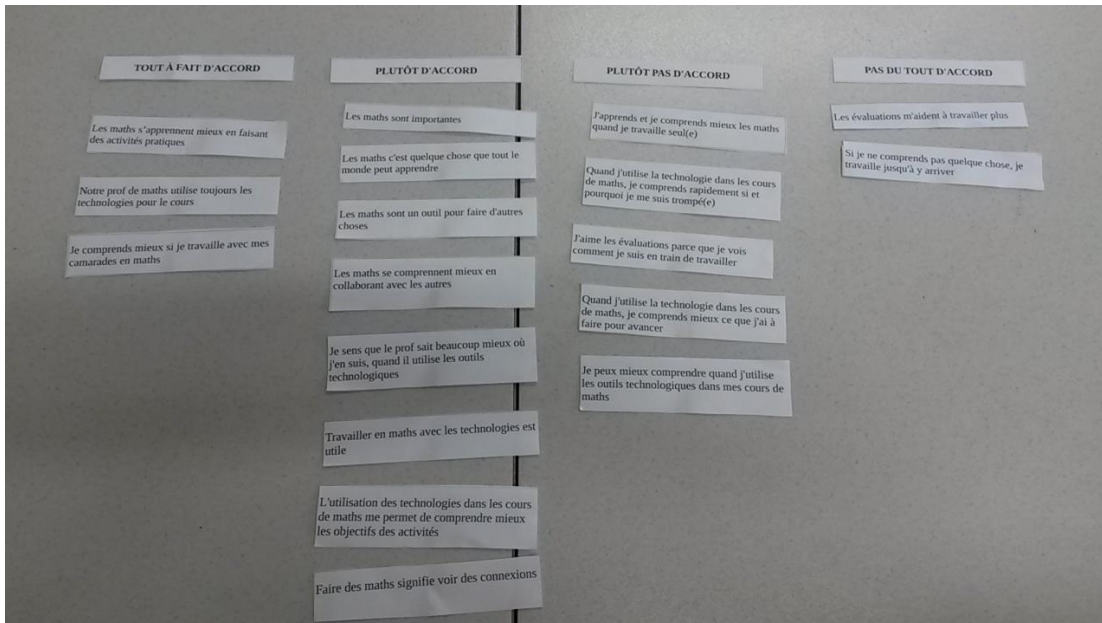 TOUT À FAIT D'ACCORD
Les maths s'apprennent mieux en faisant
des activités pratiques
Notre prof de maths utilise toujours les
technologies pour le cours
Je comprends mieux si je travaille avec mes
camarades en maths
PLUTÔT D'ACCORD
Les maths sont importantes
Les maths c'est quelque chose que tout le
monde peut apprendre
Les maths sont un outil pour faire d'autres
choses
Les maths se comprennent mieux en
collaborant avec les autres
Je sens que le prof sait beaucoup mieux où
j'en suis, quand il utilise les outils
technologiques
Travailler en maths avec les technologies est
utile
L'utilisation des technologies dans les cours
de maths me permet de comprendre mieux
les objectifs des activités
Faire des maths signifie voir des connexions
PLUTÔT PAS D'ACCORD
J'apprends et je comprends mieux les maths
quand je travaille seul(e)
Quand j'utilise la technologie dans les cours
de maths, je comprends rapidement si et
pourquoi je me suis trompé(e)
J'aime les évaluations parce que je vois
comment je suis en train de travailler
Quand j'utilise la technologie dans les cours
de maths, je comprends mieux ce que j'ai à
faire pour avancer
Je peux mieux comprendre quand j'utilise
les outils technologiques dans mes cours de
maths
PAS DU TOUT D'ACCORD
Les évaluations m'aident à travailler plus
Si je ne comprends pas quelque chose, je
travaille jusqu'à y arriver